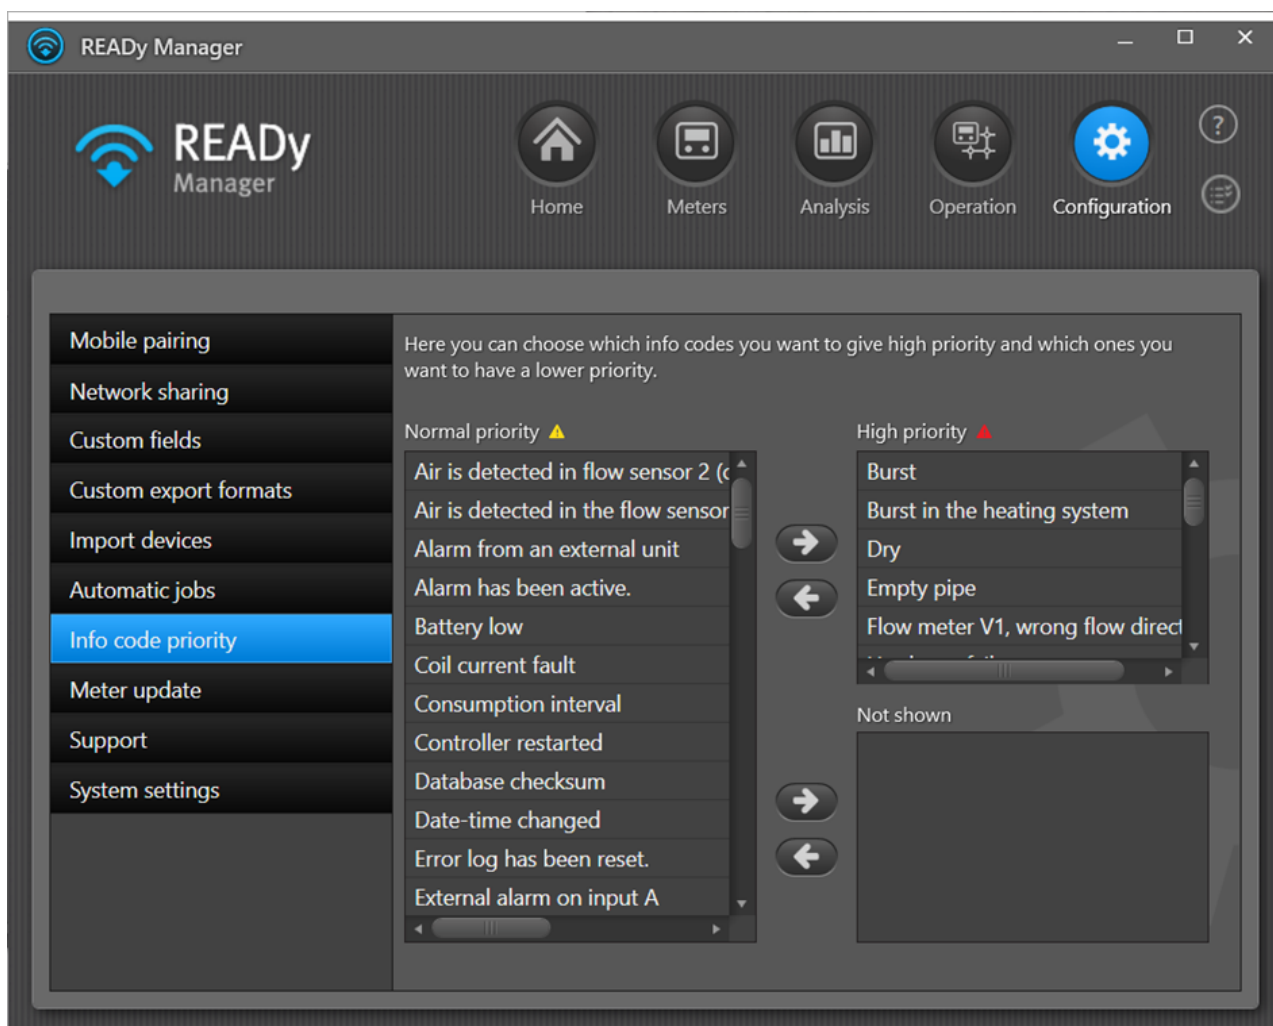 READy Manager
READy
Manager
Home
Meters
Analysis
Operation
Configuration
?
Mobile pairing
Network sharing
Custom fields
Custom export formats
Import devices
Automatic jobs
Info code priority
Meter update
Support
System settings
Here you can choose which info codes you want to give high priority and which ones you
want to have a lower priority.
Normal priority
Air is detected in flow sensor 2 (c
Air is detected in the flow sensor
Alarm from an external unit
Alarm has been active.
Battery low
Coil current fault
Consumption interval
Controller restarted
Database checksum
Date-time changed
Error log has been reset.
External alarm on input A
High priority
Burst
Burst in the heating system
Dry
Empty pipe
Flow meter V1, wrong flow direct
Not shown